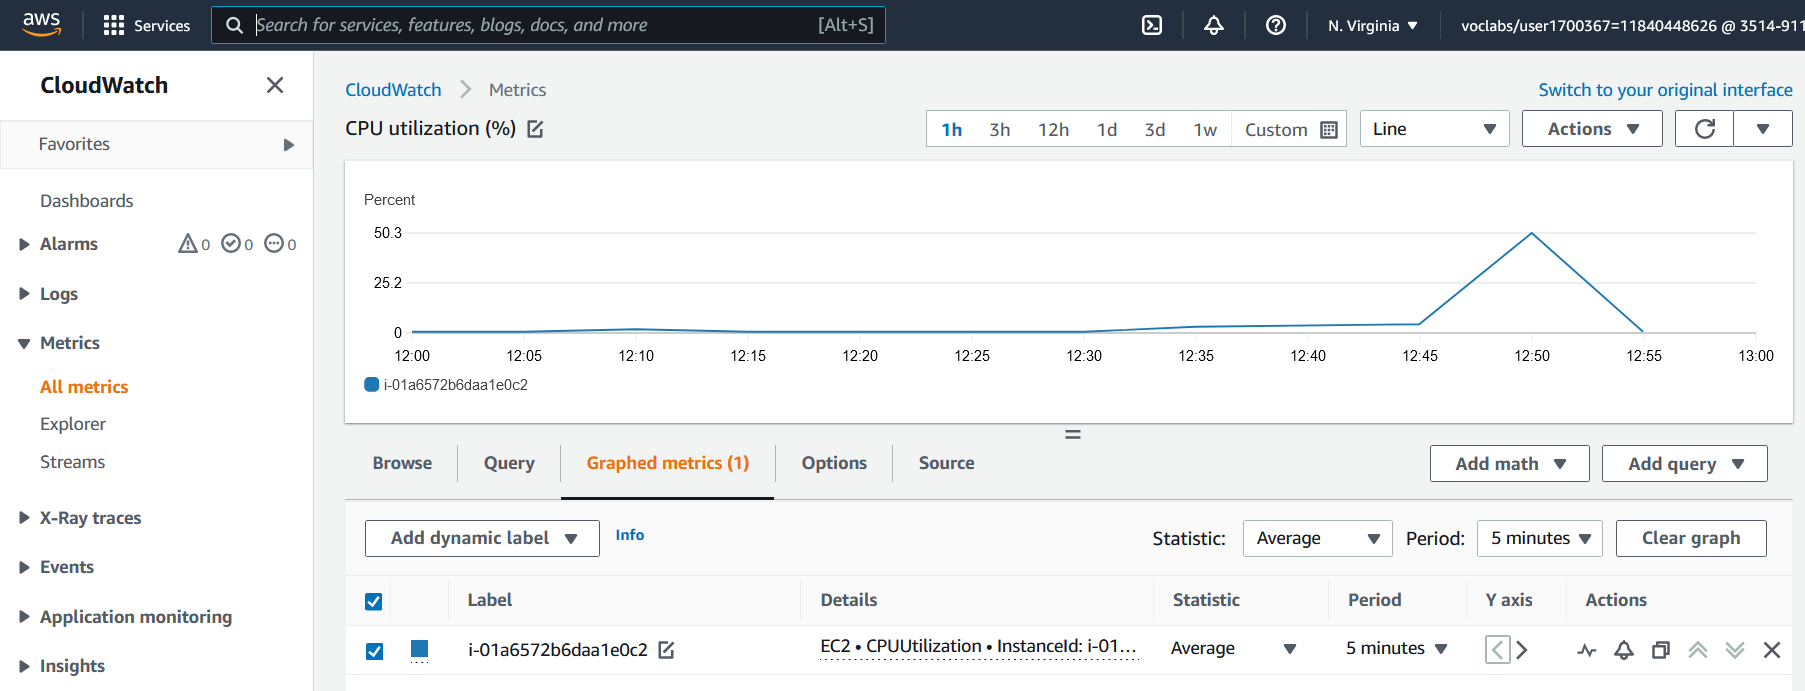 aws
Services
Search for services, features, blogs, docs, and more
[Alt+S]
N. Virginia
voclabs/user1700367=11840448626 @ 3514-911
CloudWatch
Favorites
Dashboards
Alarms 0 0 0
Logs
Metrics
All metrics
Explorer
Streams
X-Ray traces
Events
Application monitoring
Insights
CloudWatch
Metrics
Switch to your original interface
CPU utilization (%)
1h 3h 12h 1d 3d 1w Custom
Line
Actions
Percent
50.3
25.2
0
12:00 12:05 12:10 12:15 12:20 12:25 12:30 12:35 12:40 12:45 12:50 12:55 13:00
i-01a6572b6daa1e0c2
Browse Query Graphed metrics (1) Options Source
Add math
Add query
Add dynamic label
Info
Statistic: Average
Period: 5 minutes
Clear graph
Label Details Statistic Period Y axis Actions
i-01a6572b6daa1e0c2 EC2 • CPUUtilization • InstanceId: i-01... Average 5 minutes